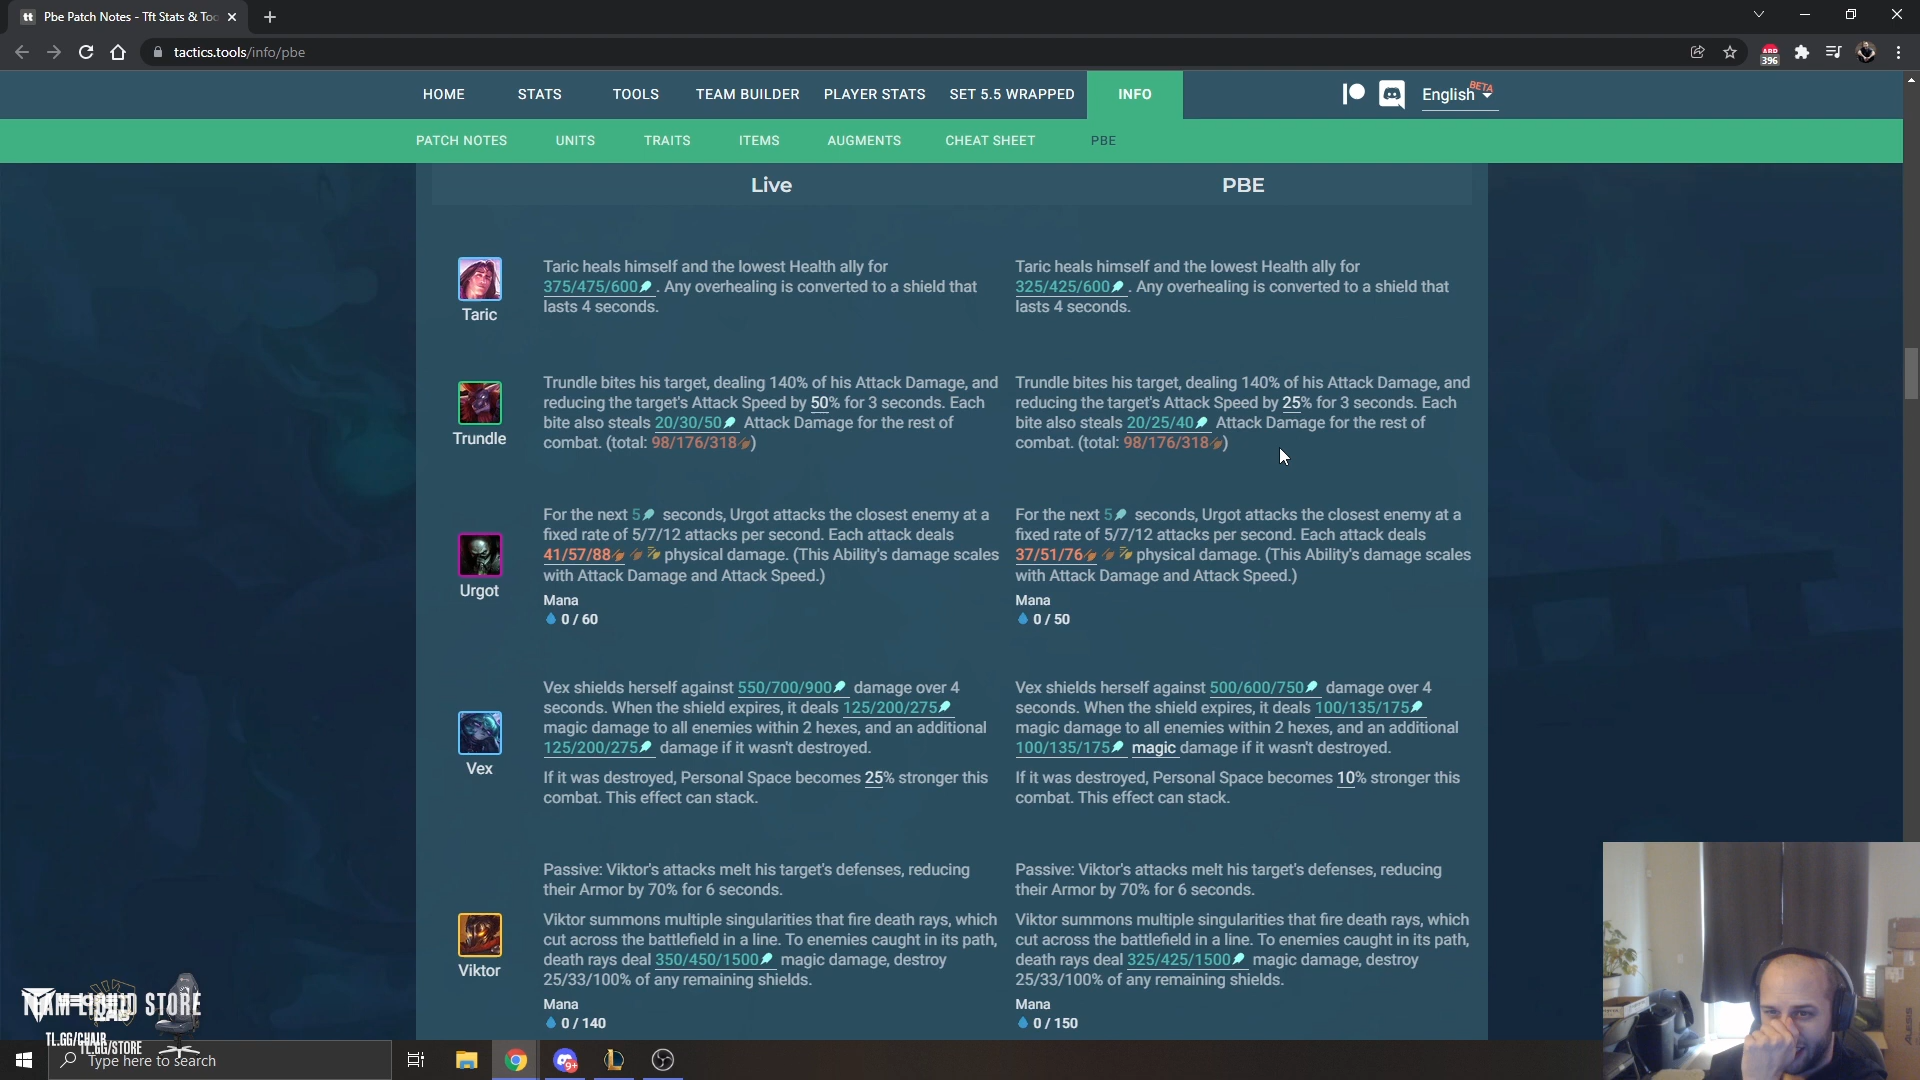 Pbe Patch Notes - Tft Stats & Too
tactics.tools/info/pbe
396
HOME STATS TOOLS TEAM BUILDER PLAYER STATS SET 5.5 WRAPPED INFO English BETA
PATCH NOTES UNITS TRAITS ITEMS AUGMENTS CHEAT SHEET PBE
Live PBE
Taric heals himself and the lowest Health ally for
375/475/600. Any overhealing is converted to a shield that
lasts 4 seconds.
Taric heals himself and the lowest Health ally for
325/425/600. Any overhealing is converted to a shield that
lasts 4 seconds.
Taric
Trundle bites his target, dealing 140% of his Attack Damage, and
reducing the target's Attack Speed by 50% for 3 seconds. Each
bite also steals 20/30/50 Attack Damage for the rest of
combat. (total: 98/176/318)
Trundle bites his target, dealing 140% of his Attack Damage, and
reducing the target's Attack Speed by 25% for 3 seconds. Each
bite also steals 20/25/40 Attack Damage for the rest of
combat. (total: 98/176/318)
Trundle
For the next 5 seconds, Urgot attacks the closest enemy at a
fixed rate of 5/7/12 attacks per second. Each attack deals
41/57/88 physical damage. (This Ability's damage scales
with Attack Damage and Attack Speed.)
Mana
0 / 60
For the next 5 seconds, Urgot attacks the closest enemy at a
fixed rate of 5/7/12 attacks per second. Each attack deals
37/51/76 physical damage. (This Ability's damage scales
with Attack Damage and Attack Speed.)
Mana
0 / 50
Urgot
Vex shields herself against 550/700/900 damage over 4
seconds. When the shield expires, it deals 125/200/275
magic damage to all enemies within 2 hexes, and an additional
125/200/275 damage if it wasn't destroyed.
If it was destroyed, Personal Space becomes 25% stronger this
combat. This effect can stack.
Vex shields herself against 500/600/750 damage over 4
seconds. When the shield expires, it deals 100/135/175
magic damage to all enemies within 2 hexes, and an additional
100/135/175 magic damage if it wasn't destroyed.
If it was destroyed, Personal Space becomes 10% stronger this
combat. This effect can stack.
Vex
Passive: Viktor's attacks melt his target's defenses, reducing
their Armor by 70% for 6 seconds.
Viktor summons multiple singularities that fire death rays, which
cut across the battlefield in a line. To enemies caught in its path,
death rays deal 350/450/1500 magic damage, destroy
25/33/100% of any remaining shields.
Mana
0 / 140
Passive: Viktor's attacks melt his target's defenses, reducing
their Armor by 70% for 6 seconds.
Viktor summons multiple singularities that fire death rays, which
cut across the battlefield in a line. To enemies caught in its path,
death rays deal 325/425/1500 magic damage, destroy
25/33/100% of any remaining shields.
Mana
0 / 150
Viktor
STORE
TL.GG/CHAIR
TL.GG/STORE
Type here to search
9+